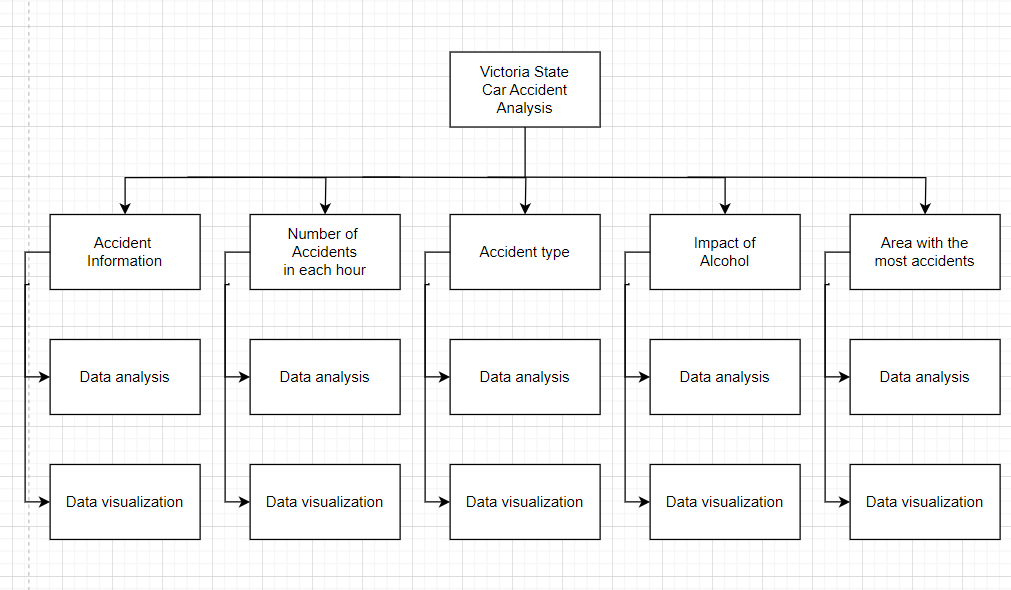 Victoria State
Car Accident
Analysis
Accident
Information
Number of
Accidents
in each hour
Accident type
Impact of
Alcohol
Area with the
most accidents
Data analysis
Data analysis
Data analysis
Data analysis
Data analysis
Data visualization
Data visualization
Data visualization
Data visualization
Data visualization